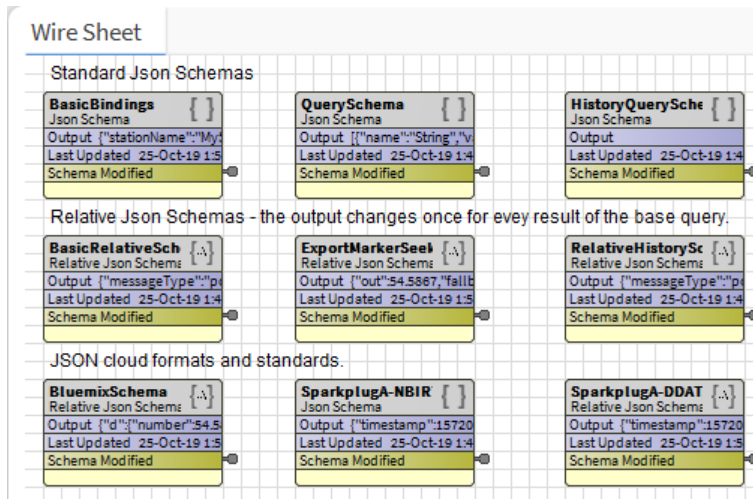 Wire Sheet
Standard Json Schemas
BasicBindings { } QuerySchema { } HistoryQuerySche { }
Json Schema Json Schema Json Schema
Output {"stationName":"MyS Output [{"name":"String","v Output
Last Updated 25-Oct-19 1:5 Last Updated 25-Oct-19 1:4 Last Updated 25-Oct-19 1:4
Schema Modified Schema Modified Schema Modified
Relative Json Schemas - the output changes once for evey result of the base query.
BasicRelativeSch {.\} ExportMarkerSeek {.\} RelativeHistorySc {.\}
Relative Json Schema Relative Json Schema Relative Json Schema
Output {"messageType":"po Output {"out":54.5867,"fallb Output {"messageType":"po
Last Updated 25-Oct-19 1:4 Last Updated 25-Oct-19 1:5 Last Updated 25-Oct-19 1:4
Schema Modified Schema Modified Schema Modified
JSON cloud formats and standards.
BluemixSchema {.\} SparkplugA-NBIR { } SparkplugA-DDAT {.\}
Relative Json Schema Json Schema Relative Json Schema
Output {"d":{"number":54.5 Output {"timestamp":15720 Output {"timestamp":15720
Last Updated 25-Oct-19 1:5 Last Updated 25-Oct-19 1:4 Last Updated 25-Oct-19 1:5
Schema Modified Schema Modified Schema Modified